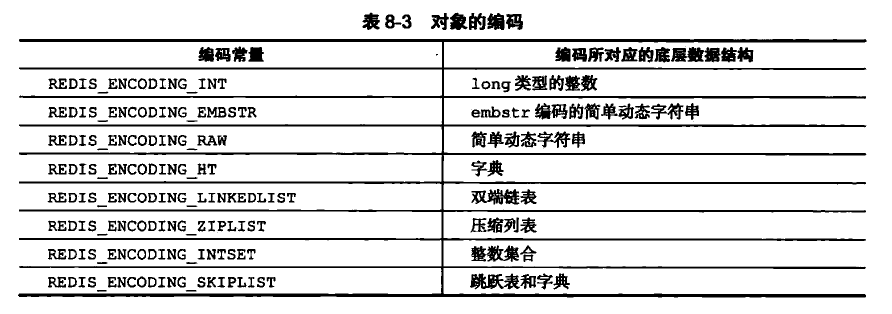 表 8-3 对象的编码
编码常量 编码所对应的底层数据结构
REDIS_ENCODING_INT long 类型的整数
REDIS_ENCODING_EMBSTR embstr 编码的简单动态字符串
REDIS_ENCODING_RAW 简单动态字符串
REDIS_ENCODING_HT 字典
REDIS_ENCODING_LINKEDLIST 双端链表
REDIS_ENCODING_ZIPLIST 压缩列表
REDIS_ENCODING_INTSET 整数集合
REDIS_ENCODING_SKIPLIST 跳跃表和字典